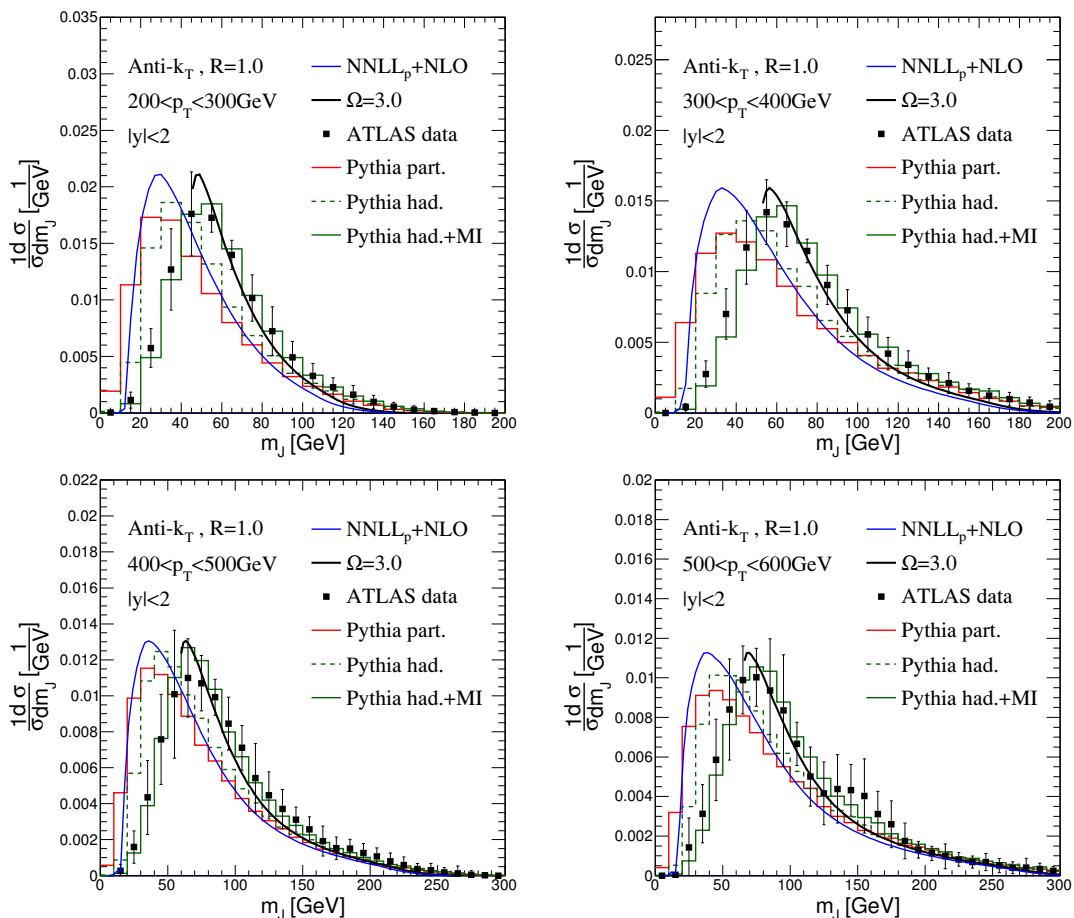 0.035
0.03
0.025
0.02
0.015
0.01
0.005
0
1 d σ / σ dm_J [1/GeV]
Anti-k_T , R=1.0
200<p_T<300GeV
|y|<2
NNLL_p+NLO
Ω=3.0
ATLAS data
Pythia part.
Pythia had.
Pythia had.+MI
0 20 40 60 80 100 120 140 160 180 200
m_J [GeV]
0.025
0.02
0.015
0.01
0.005
0
1 d σ / σ dm_J [1/GeV]
Anti-k_T , R=1.0
300<p_T<400GeV
|y|<2
NNLL_p+NLO
Ω=3.0
ATLAS data
Pythia part.
Pythia had.
Pythia had.+MI
0 20 40 60 80 100 120 140 160 180 200
m_J [GeV]
0.022
0.02
0.018
0.016
0.014
0.012
0.01
0.008
0.006
0.004
0.002
0
1 d σ / σ dm_J [1/GeV]
Anti-k_T , R=1.0
400<p_T<500GeV
|y|<2
NNLL_p+NLO
Ω=3.0
ATLAS data
Pythia part.
Pythia had.
Pythia had.+MI
0 50 100 150 200 250 300
m_J [GeV]
0.02
0.018
0.016
0.014
0.012
0.01
0.008
0.006
0.004
0.002
0
1 d σ / σ dm_J [1/GeV]
Anti-k_T , R=1.0
500<p_T<600GeV
|y|<2
NNLL_p+NLO
Ω=3.0
ATLAS data
Pythia part.
Pythia had.
Pythia had.+MI
0 50 100 150 200 250 300
m_J [GeV]